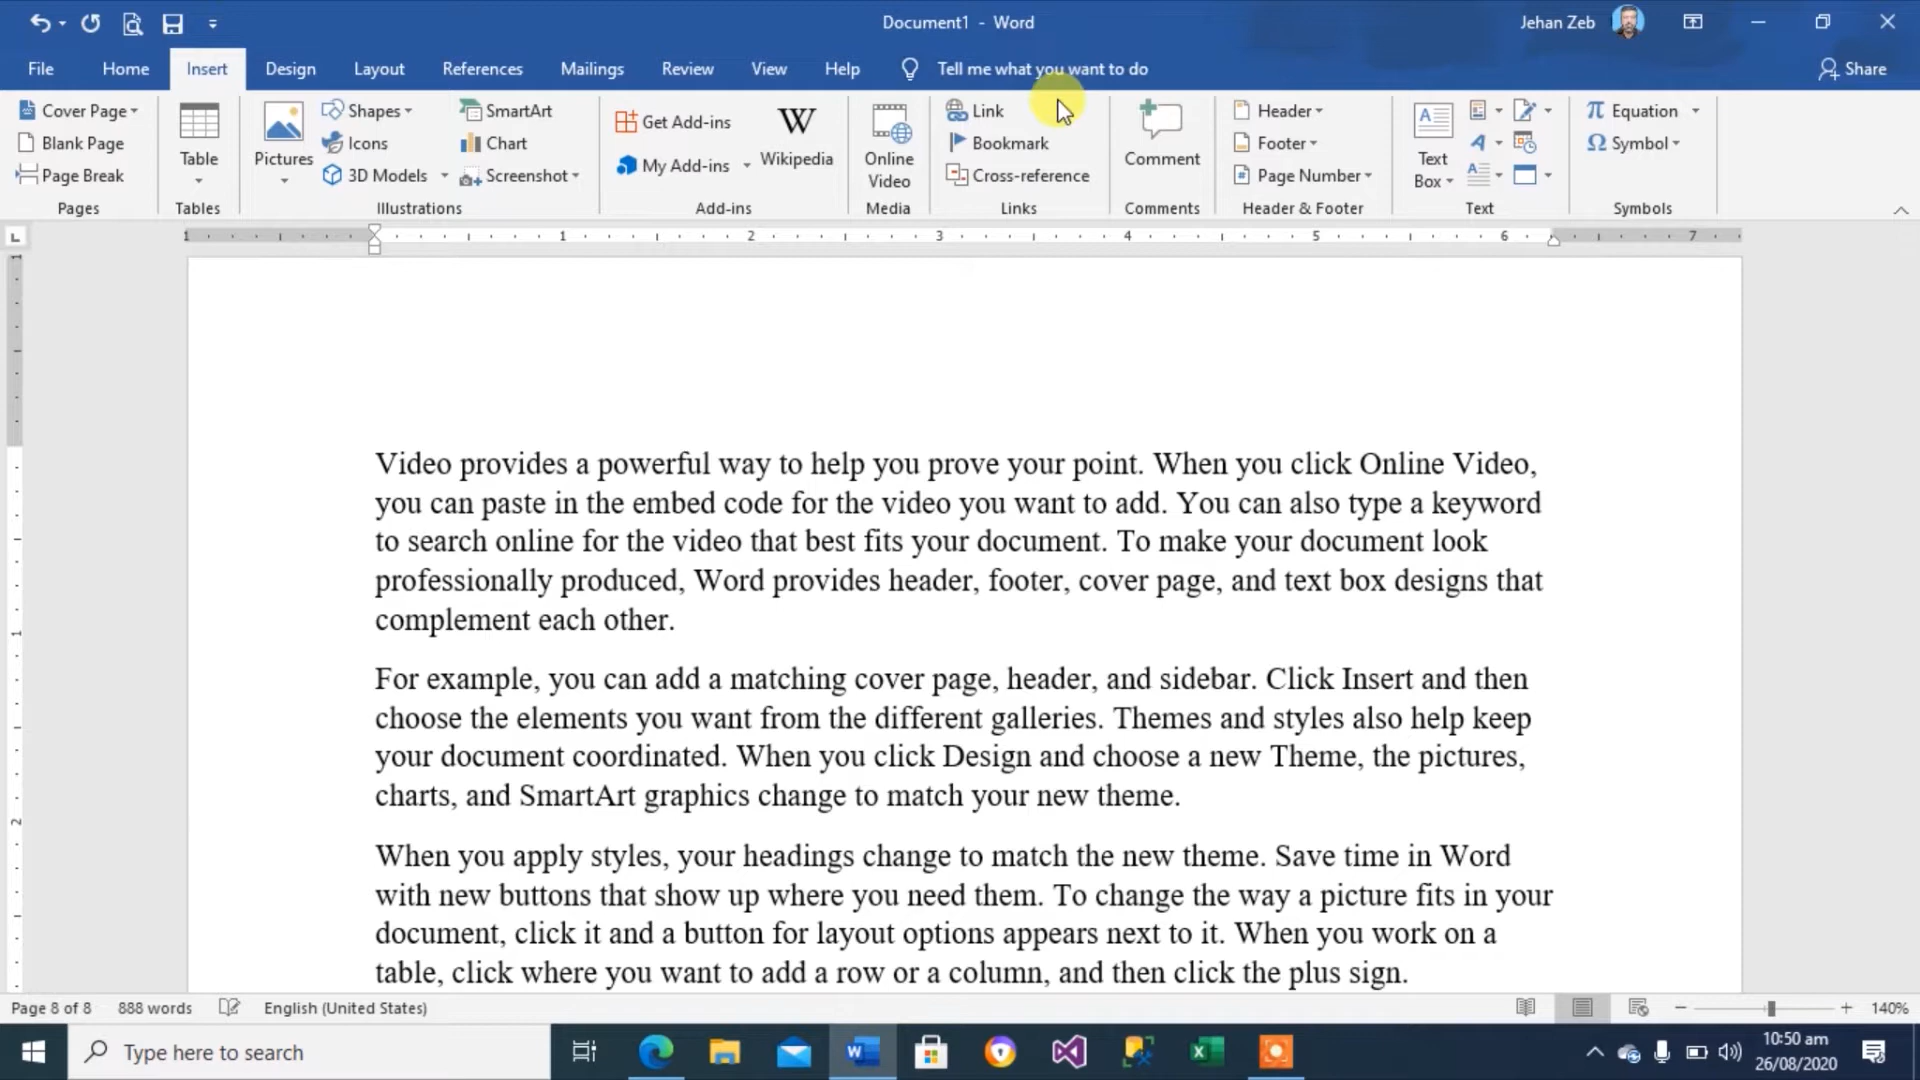 Document1 - Word
Jehan Zeb
File Home Insert Design Layout References Mailings Review View Help Tell me what you want to do Share
Cover Page
Blank Page
Page Break
Pages
Table
Tables
Pictures
Shapes
Icons
3D Models
SmartArt
Chart
Screenshot
Illustrations
Get Add-ins
My Add-ins
W
Wikipedia
Add-ins
Online
Video
Media
Link
Bookmark
Cross-reference
Links
Comment
Comments
Header
Footer
Page Number
Header & Footer
Text
Box
Text
π Equation
Ω Symbol
Symbols
1 1 2 3 4 5 6 7
Video provides a powerful way to help you prove your point. When you click Online Video,
you can paste in the embed code for the video you want to add. You can also type a keyword
to search online for the video that best fits your document. To make your document look
professionally produced, Word provides header, footer, cover page, and text box designs that
complement each other.
For example, you can add a matching cover page, header, and sidebar. Click Insert and then
choose the elements you want from the different galleries. Themes and styles also help keep
your document coordinated. When you click Design and choose a new Theme, the pictures,
charts, and SmartArt graphics change to match your new theme.
When you apply styles, your headings change to match the new theme. Save time in Word
with new buttons that show up where you need them. To change the way a picture fits in your
document, click it and a button for layout options appears next to it. When you work on a
table, click where you want to add a row or a column, and then click the plus sign.
Page 8 of 8 888 words English (United States) 140%
Type here to search
10:50 am
26/08/2020